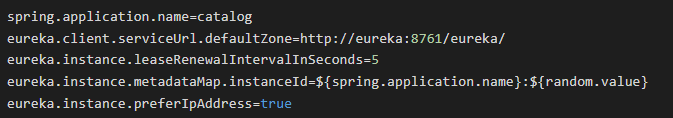 spring.application.name=catalog
eureka.client.serviceUrl.defaultZone=http://eureka:8761/eureka/
eureka.instance.leaseRenewalIntervalInSeconds=5
eureka.instance.metadataMap.instanceId=${spring.application.name}:${random.value}
eureka.instance.preferIpAddress=true